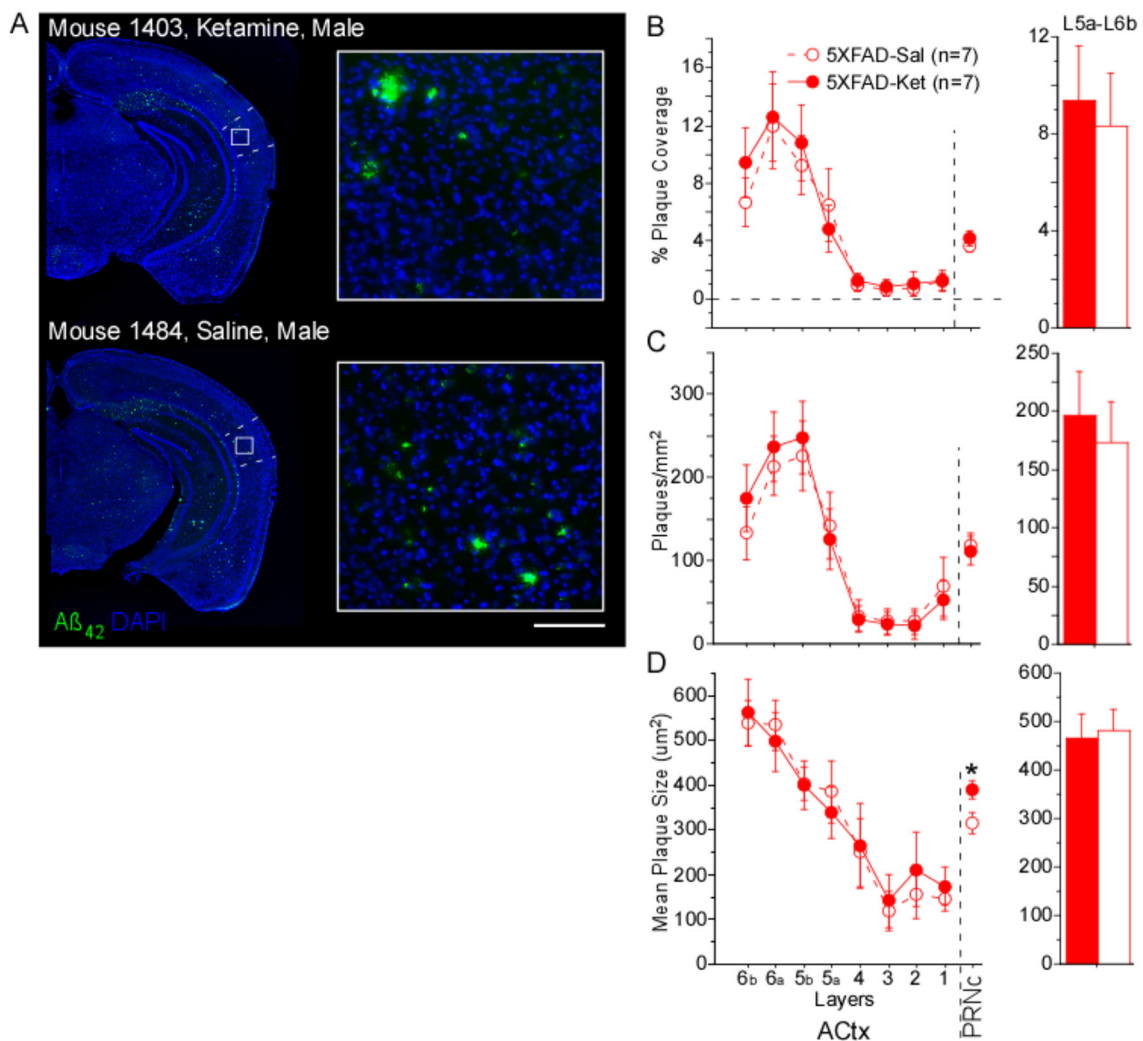 A
Mouse 1403, Ketamine, Male
Mouse 1484, Saline, Male
Aß42 DAPI
B
L5a-L6b
5XFAD-Sal (n=7)
5XFAD-Ket (n=7)
% Plaque Coverage
16
12
8
4
0
12
8
4
0
C
Plaques/mm²
300
200
100
0
250
200
150
100
50
0
D
Mean Plaque Size (um²)
600
500
400
300
200
100
0
*
600
500
400
300
200
100
0
6b 6a 5b 5a 4 3 2 1
Layers
ACtx
PRNc